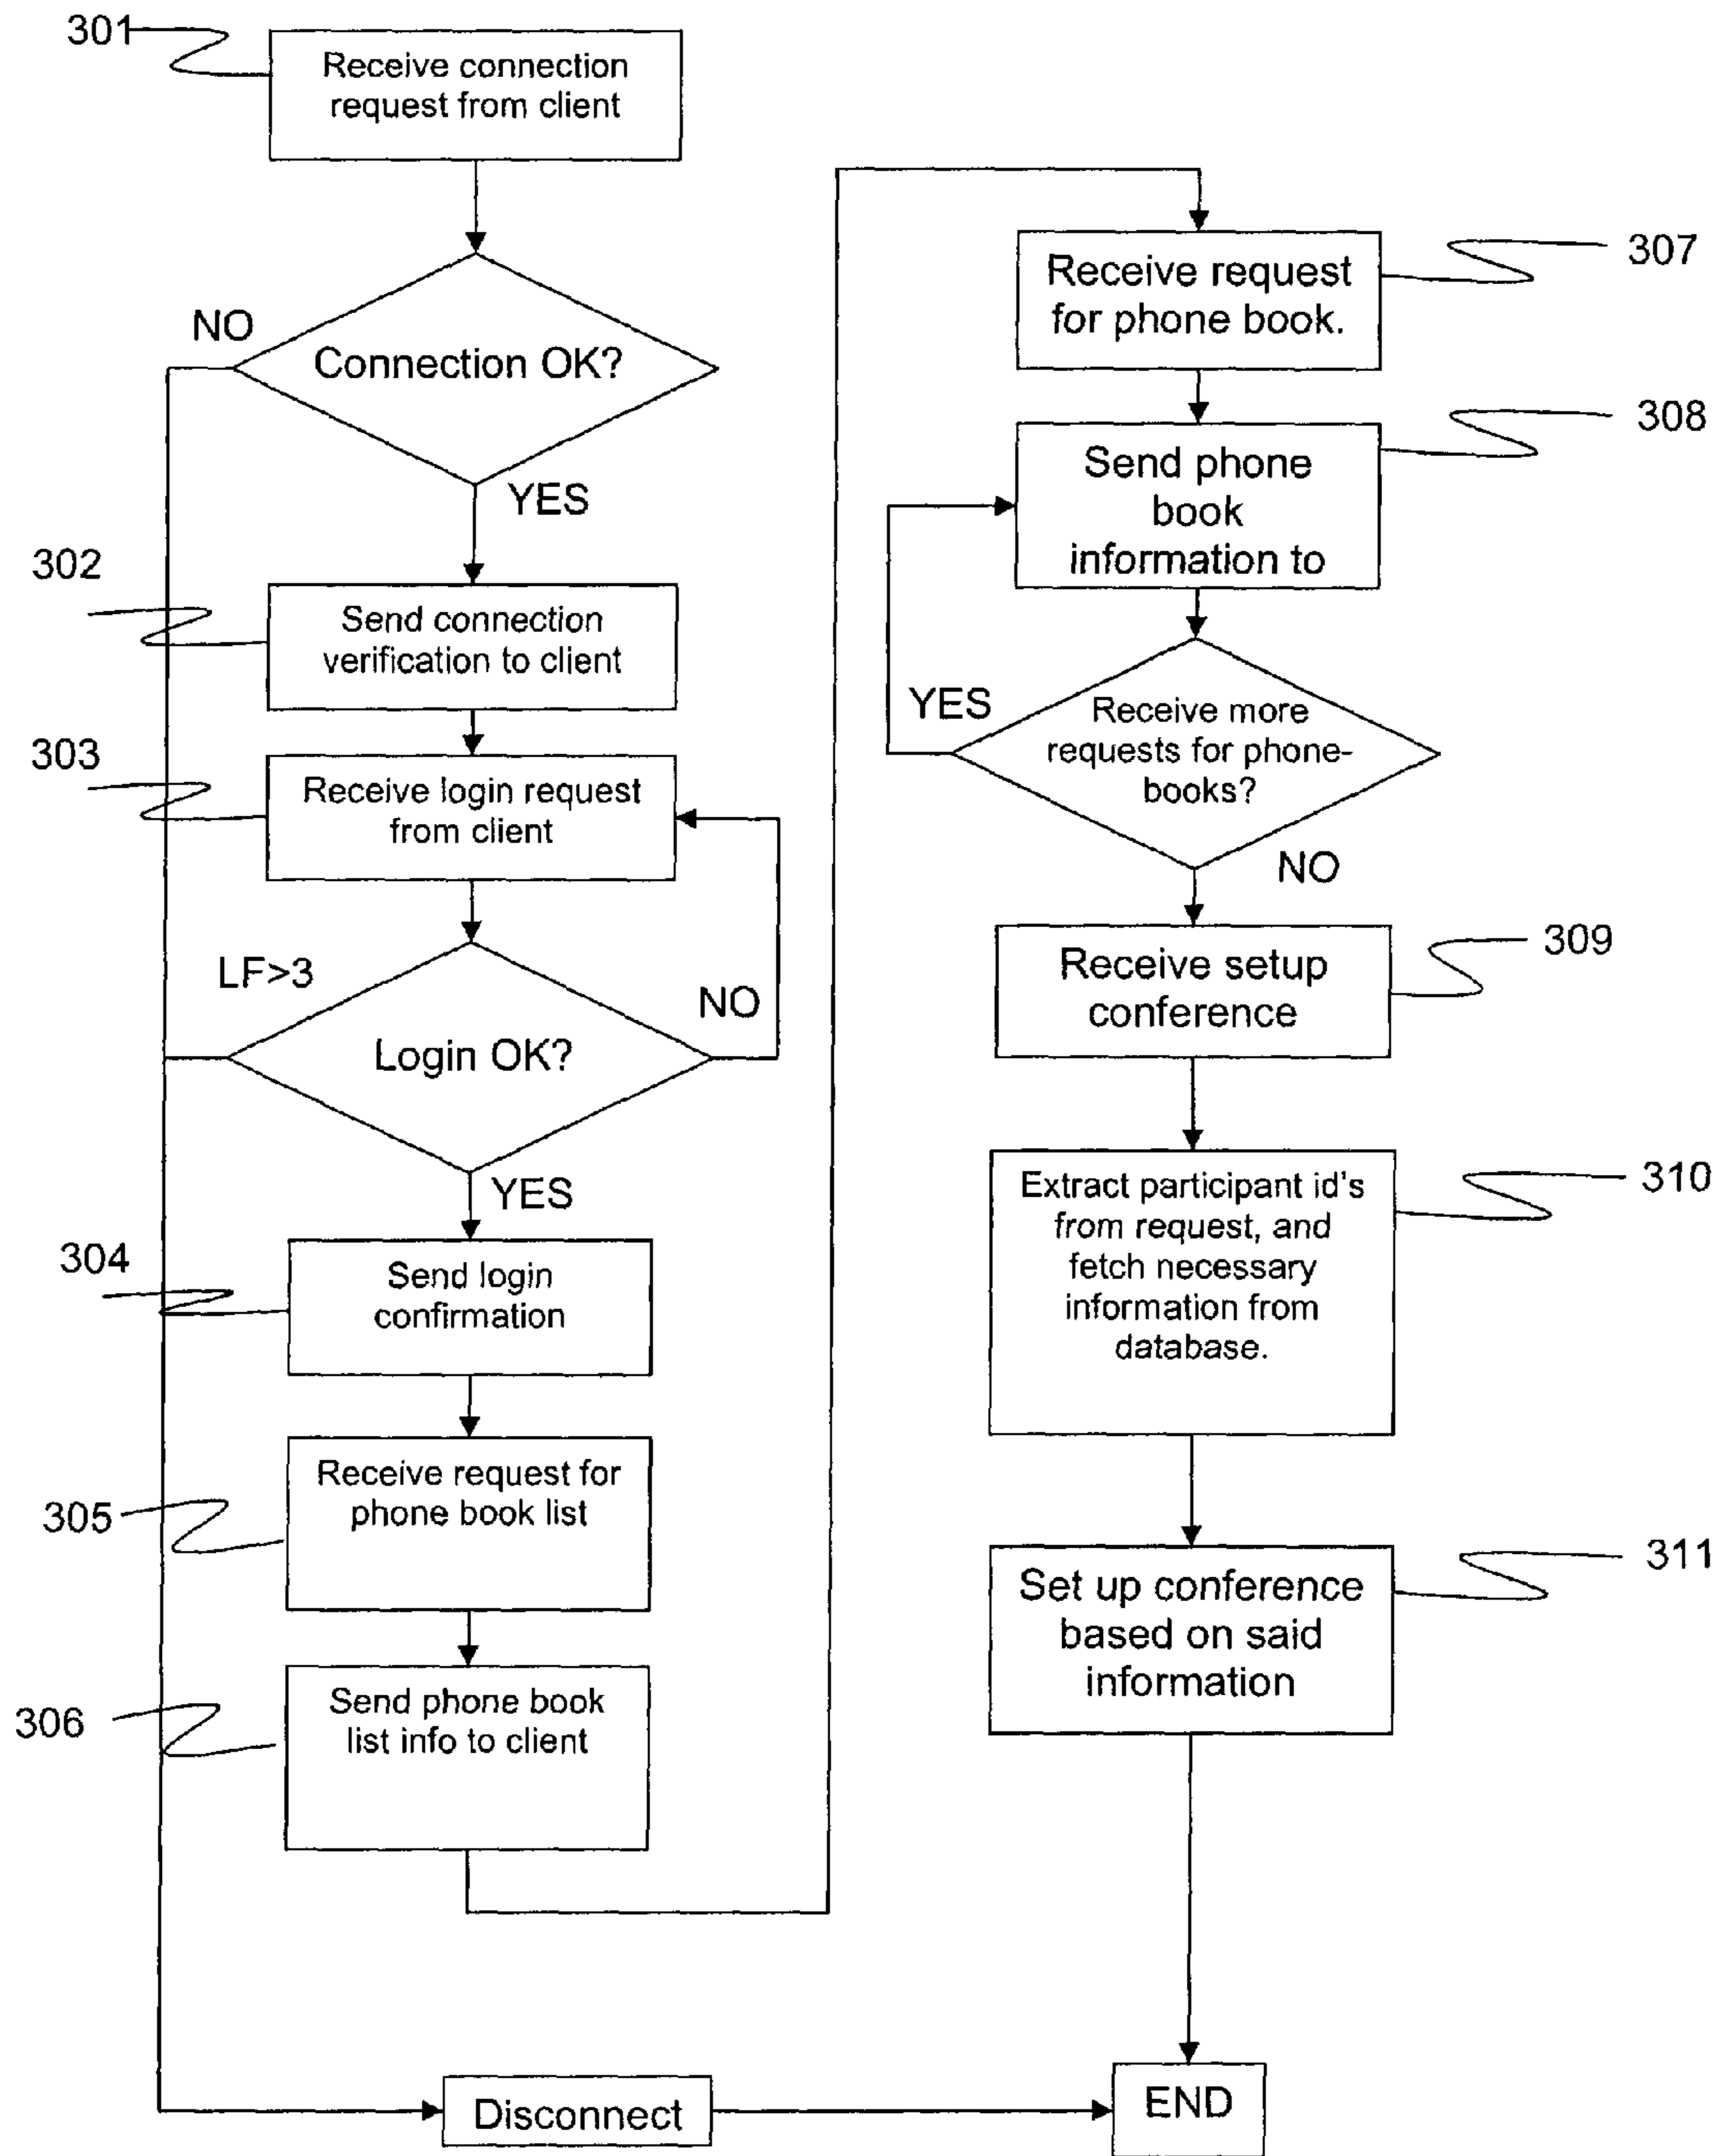 301
Receive connection
request from client
NO
Connection OK?
YES
302
Send connection
verification to client
303
Receive login request
from client
LF>3
NO
Login OK?
YES
304
Send login
confirmation
305
Receive request for
phone book list
306
Send phone book
list info to client
Disconnect
307
Receive request
for phone book.
308
Send phone
book
information to
YES
Receive more
requests for phone-
books?
NO
309
Receive setup
conference
310
Extract participant id's
from request, and
fetch necessary
information from
database.
311
Set up conference
based on said
information
END